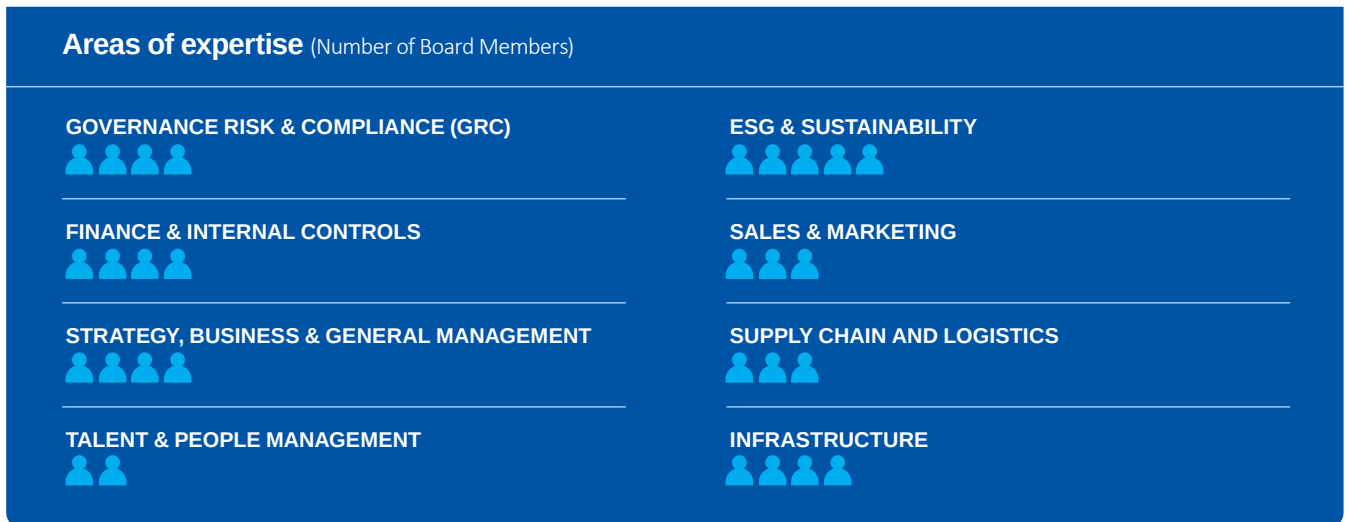 Areas of expertise (Number of Board Members)
GOVERNANCE RISK & COMPLIANCE (GRC)
FINANCE & INTERNAL CONTROLS
STRATEGY, BUSINESS & GENERAL MANAGEMENT
TALENT & PEOPLE MANAGEMENT
ESG & SUSTAINABILITY
SALES & MARKETING
SUPPLY CHAIN AND LOGISTICS
INFRASTRUCTURE